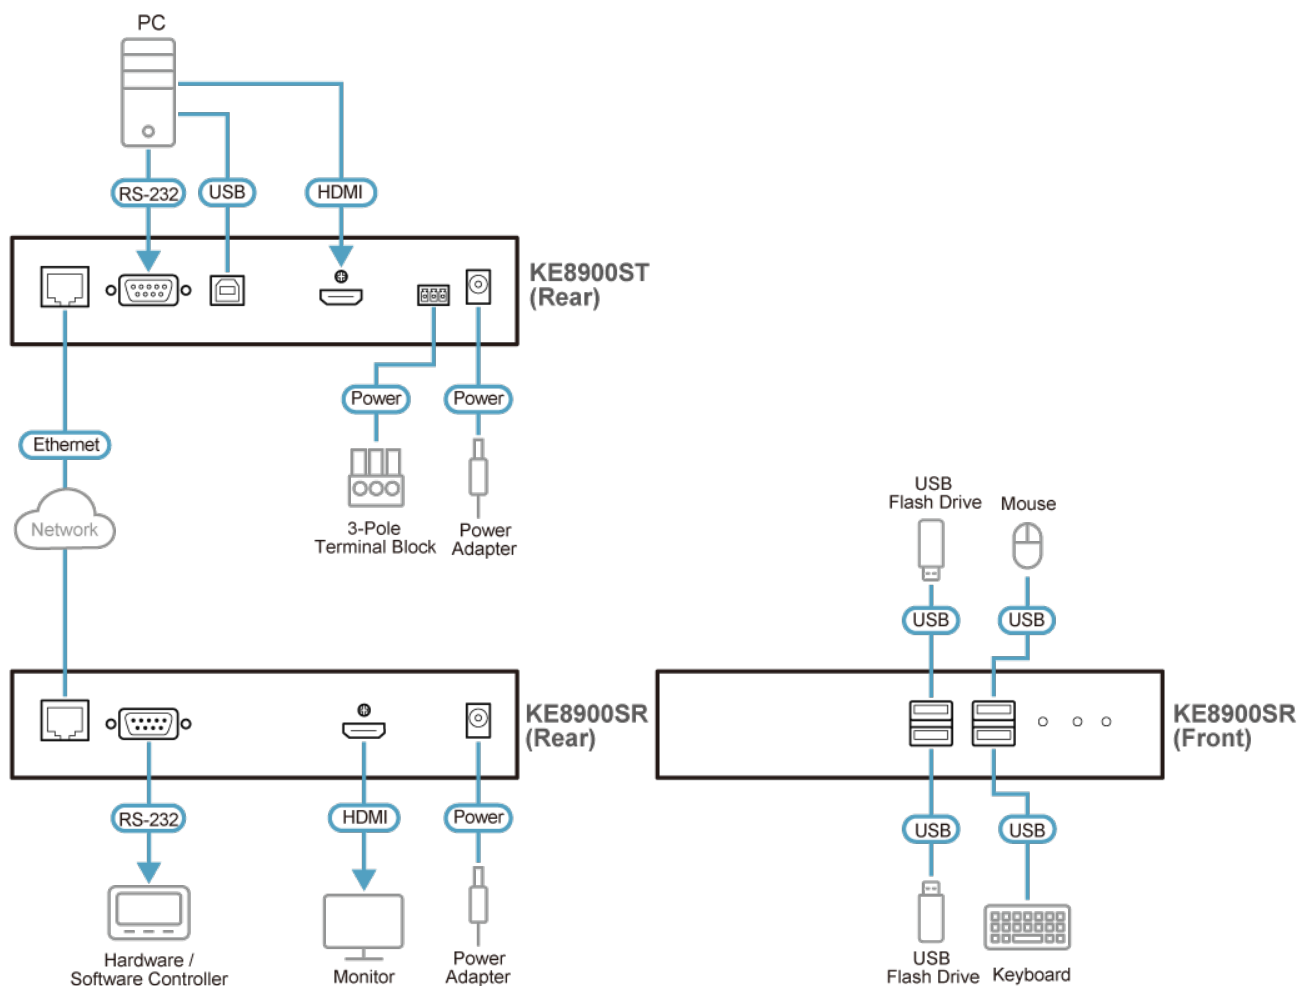 PC
RS-232
USB
HDMI
KE8900ST
(Rear)
Power
Power
Ethernet
Network
3-Pole
Terminal Block
Power
Adapter
USB
Flash Drive
Mouse
USB
USB
KE8900SR
(Rear)
KE8900SR
(Front)
RS-232
HDMI
Power
USB
USB
Hardware /
Software Controller
Monitor
Power
Adapter
USB
Flash Drive
Keyboard